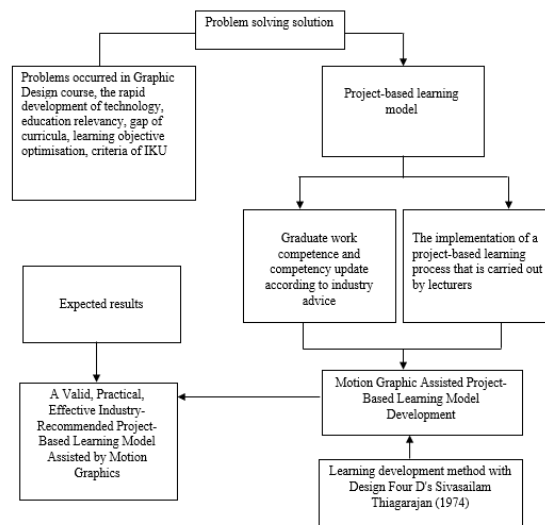 Problem solving solution
Problems occurred in Graphic
Design course, the rapid
development of technology,
education relevancy, gap of
curricula, learning objective
optimisation, criteria of IKU
Project-based learning
model
Graduate work
competence and
competency update
according to industry
advice
The implementation of a
project-based learning
process that is carried out
by lecturers
Expected results
A Valid, Practical,
Effective Industry-
Recommended Project-
Based Learning Model
Assisted by Motion
Graphics
Motion Graphic Assisted Project-
Based Learning Model
Development
Learning development method with
Design Four D's Sivasailam
Thiagarajan (1974)